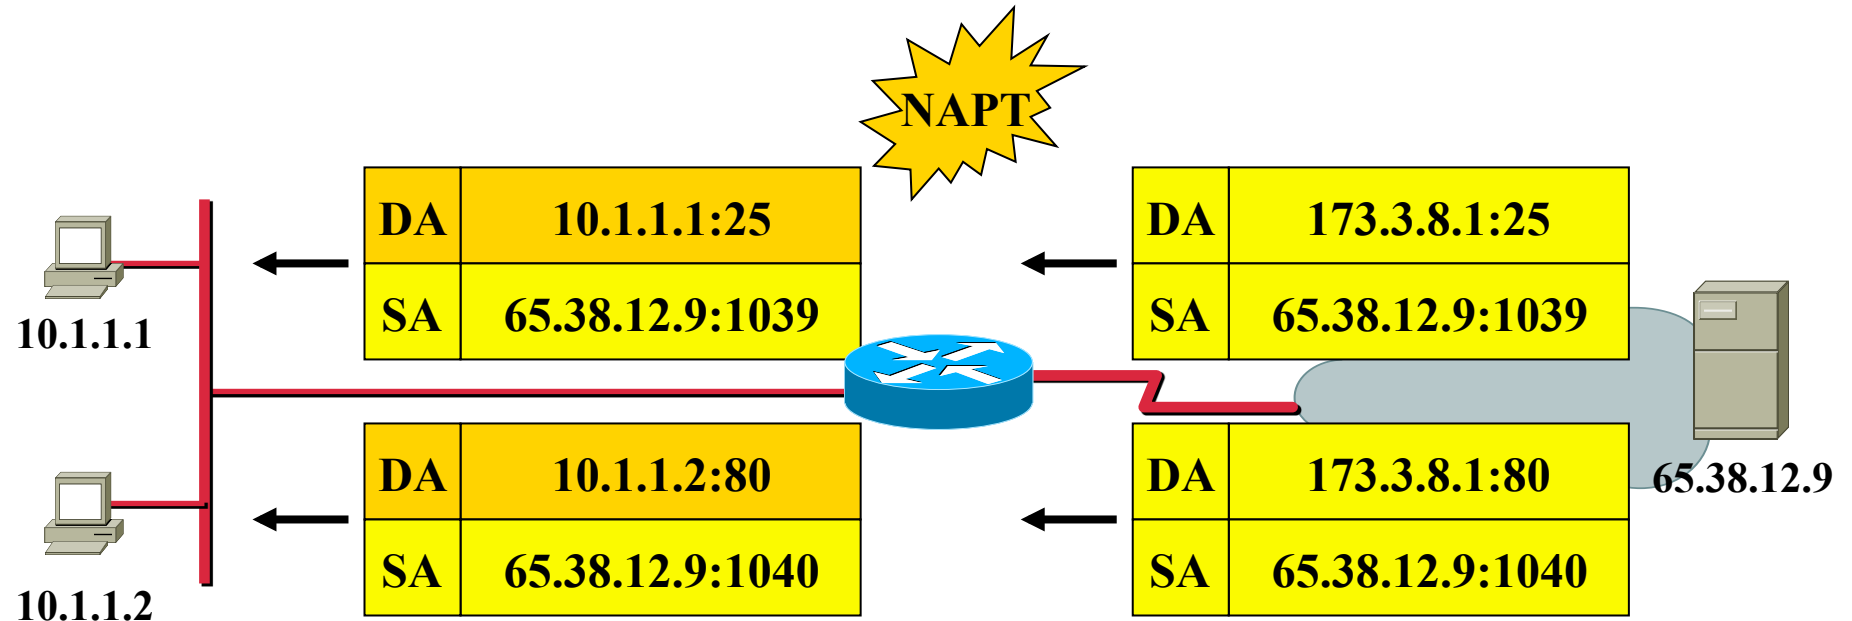 NAPT
DA 10.1.1.1:25
SA 65.38.12.9:1039
DA 173.3.8.1:25
SA 65.38.12.9:1039
10.1.1.1
DA 10.1.1.2:80
SA 65.38.12.9:1040
DA 173.3.8.1:80
SA 65.38.12.9:1040
65.38.12.9
10.1.1.2